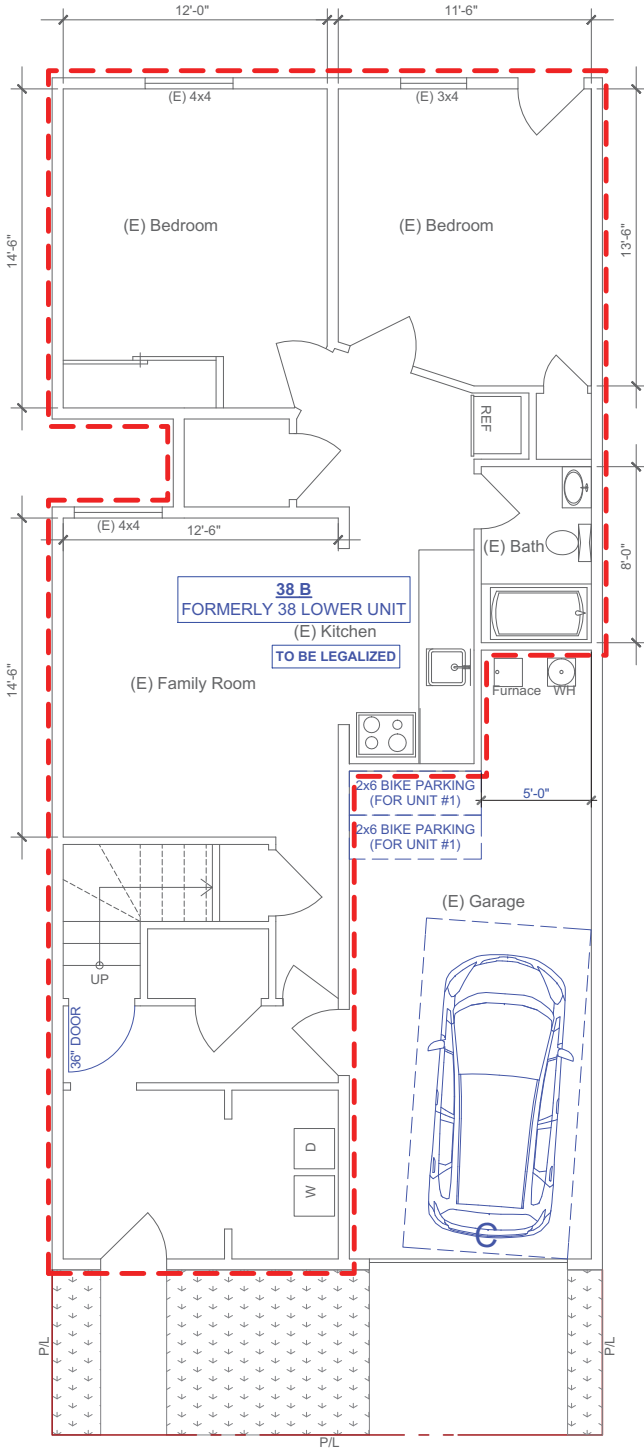 12'-0"
11'-6"
(E) 4x4
(E) 3x4
(E) Bedroom
(E) Bedroom
14'-6"
13'-6"
REF
(E) 4x4
12'-6"
(E) Bath
8'-0"
38 B
FORMERLY 38 LOWER UNIT
(E) Kitchen
TO BE LEGALIZED
(E) Family Room
14'-6"
Furnace
WH
2x6 BIKE PARKING
(FOR UNIT #1)
5'-0"
2x6 BIKE PARKING
(FOR UNIT #1)
(E) Garage
UP
36" DOOR
D
W
C
P/L
P/L
P/L